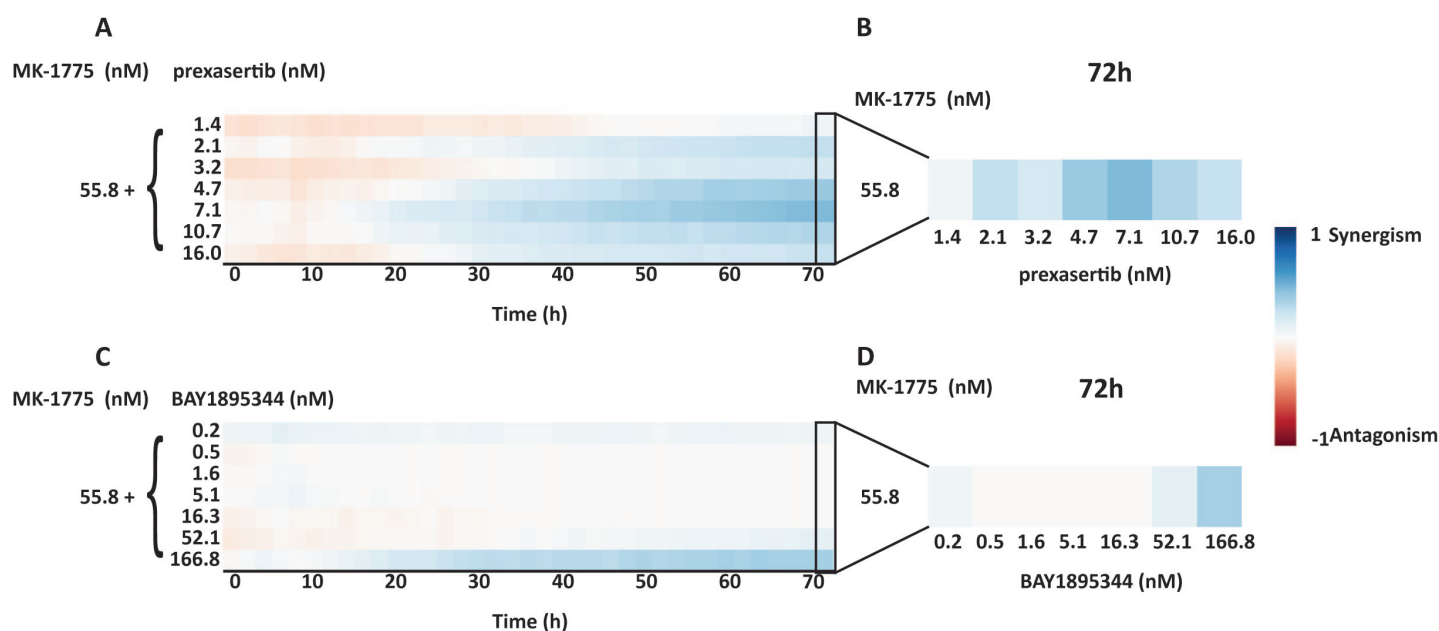 A
MK-1775 (nM) prexasertib (nM)
1.4
2.1
3.2
4.7
7.1
10.7
16.0
55.8 +
{
0 10 20 30 40 50 60 70
Time (h)
B
72h
MK-1775 (nM)
55.8
1.4 2.1 3.2 4.7 7.1 10.7 16.0
prexasertib (nM)
1 Synergism
-1 Antagonism
C
MK-1775 (nM) BAY1895344 (nM)
0.2
0.5
1.6
5.1
16.3
52.1
166.8
55.8 +
{
0 10 20 30 40 50 60 70
Time (h)
D
MK-1775 (nM) 72h
55.8
0.2 0.5 1.6 5.1 16.3 52.1 166.8
BAY1895344 (nM)